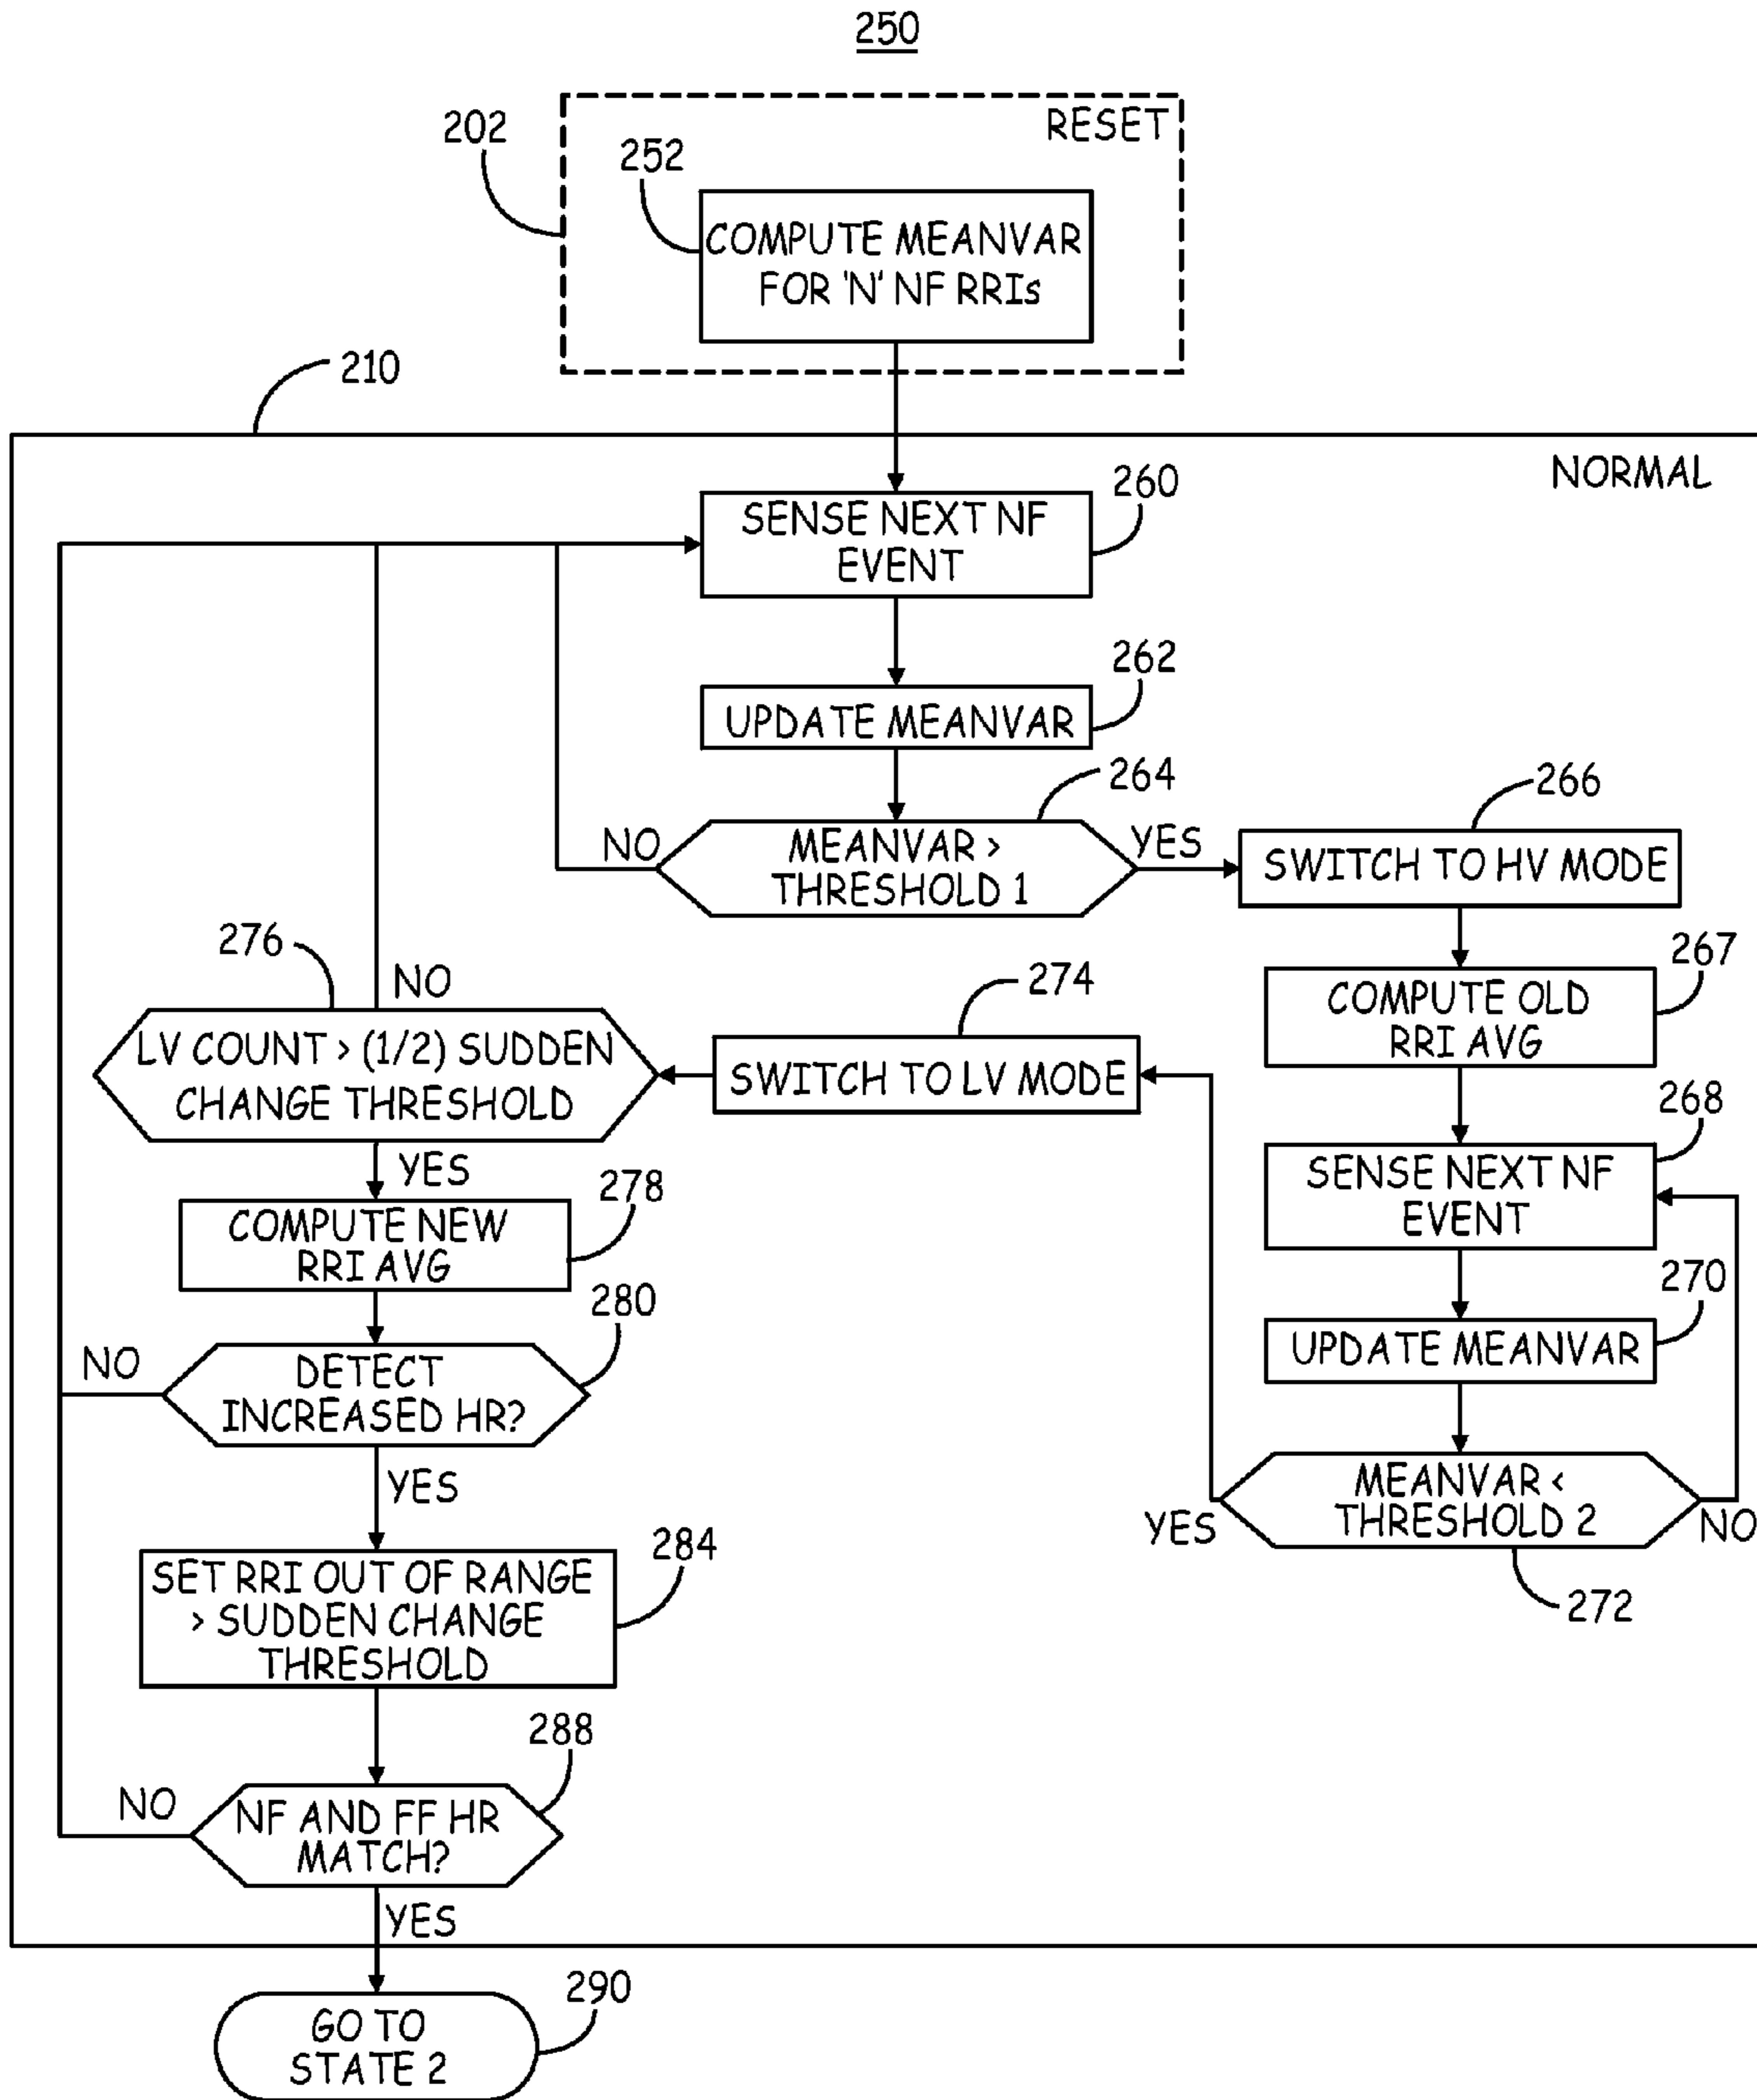 250
RESET
202
252
COMPUTE MEANVAR
FOR 'N' NF RRIs
210
NORMAL
260
SENSE NEXT NF
EVENT
262
UPDATE MEANVAR
264
NO
MEANVAR >
THRESHOLD 1
YES
266
SWITCH TO HV MODE
267
COMPUTE OLD
RRI AVG
268
SENSE NEXT NF
EVENT
270
UPDATE MEANVAR
MEANVAR <
THRESHOLD 2
YES
NO
272
274
SWITCH TO LV MODE
276
NO
LV COUNT > (1/2) SUDDEN
CHANGE THRESHOLD
YES
278
COMPUTE NEW
RRI AVG
280
NO
DETECT
INCREASED HR?
YES
284
SET RRI OUT OF RANGE
> SUDDEN CHANGE
THRESHOLD
288
NO
NF AND FF HR
MATCH?
YES
290
GO TO
STATE 2